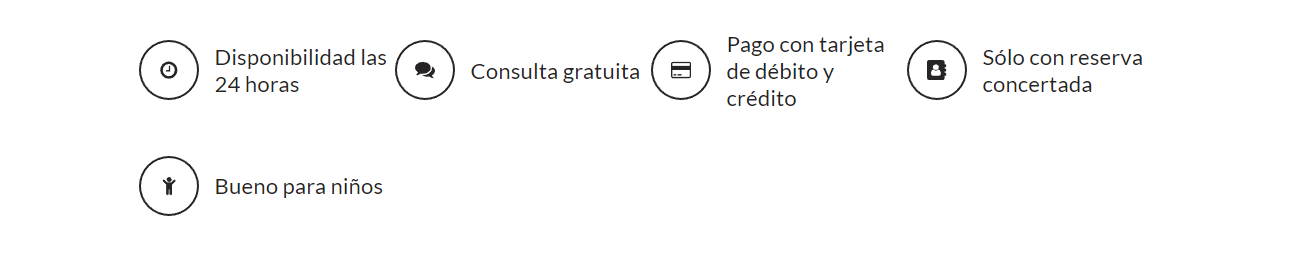 Disponibilidad las
24 horas
Consulta gratuita
Pago con tarjeta
de débito y
crédito
Sólo con reserva
concertada
Bueno para niños